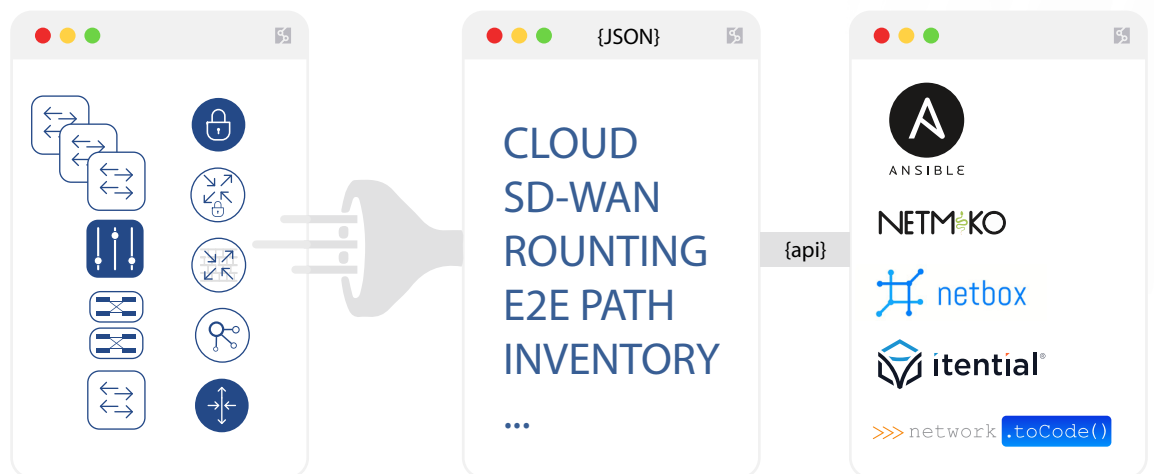 {JSON}
CLOUD
SD-WAN
ROUNTING
E2E PATH
INVENTORY
...
{api}
ANSIBLE
NETMIKO
netbox
itential®
>>> network .toCode()